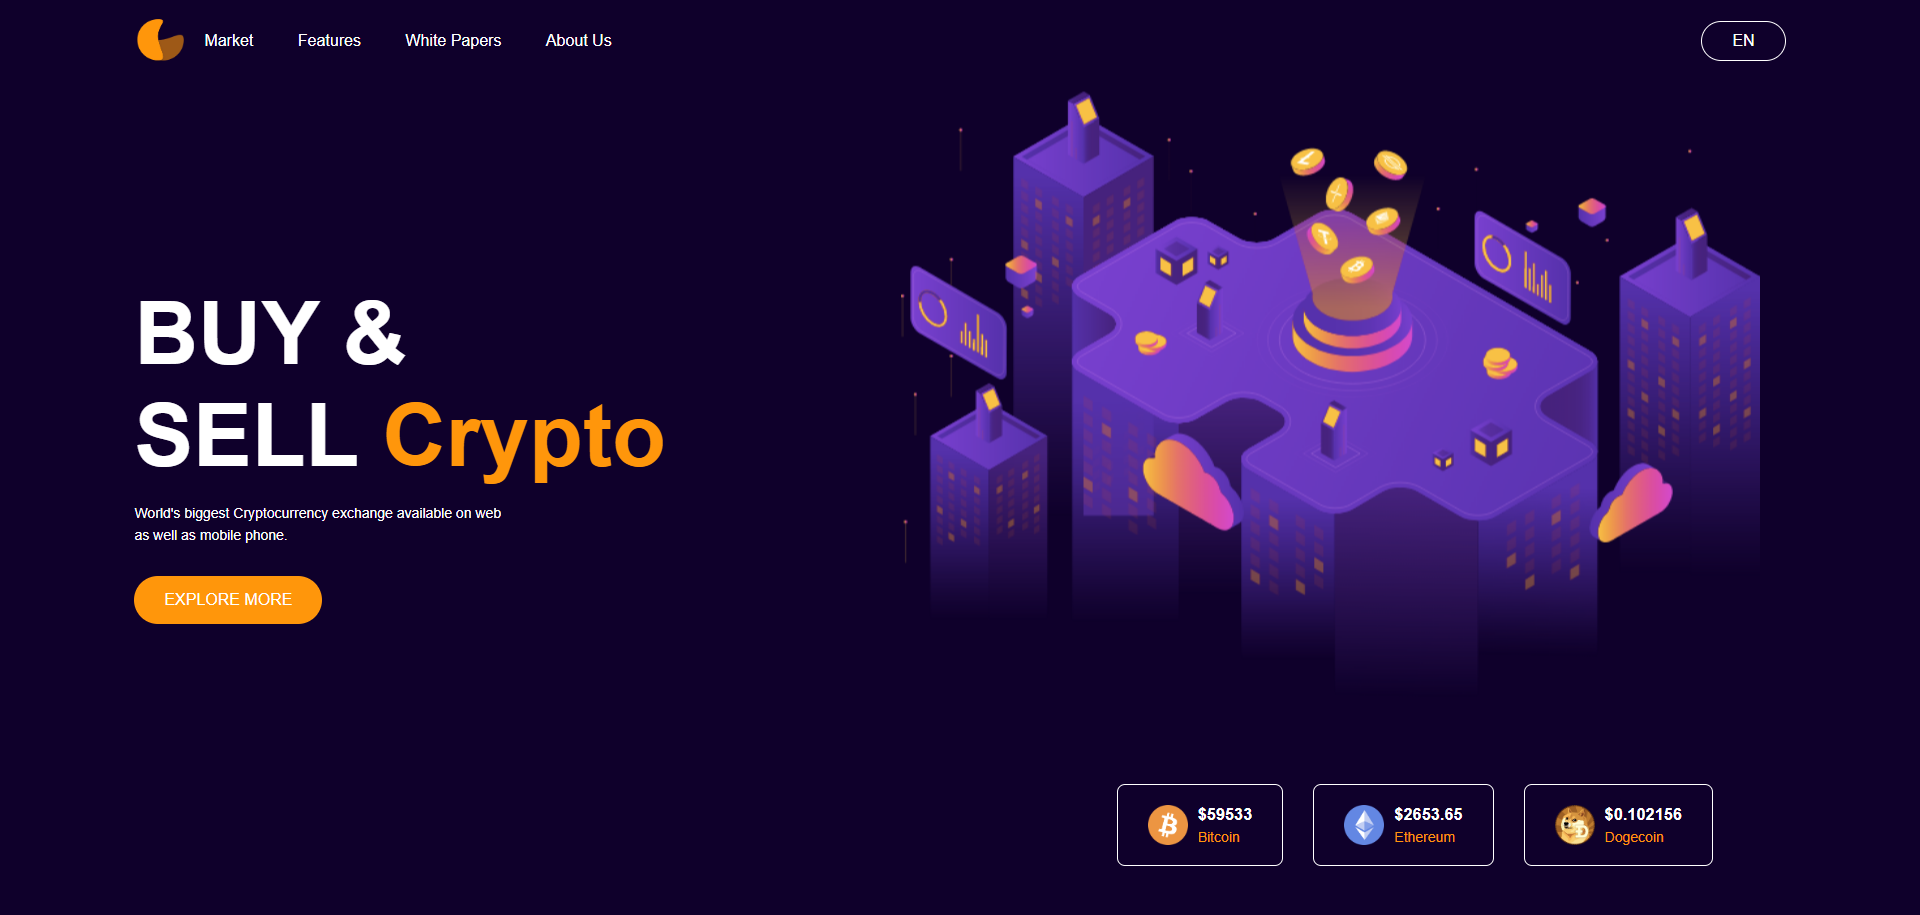 Market Features White Papers About Us EN
BUY &
SELL Crypto
World's biggest Cryptocurrency exchange available on web
as well as mobile phone.
EXPLORE MORE
$59533
Bitcoin
$2653.65
Ethereum
$0.102156
Dogecoin